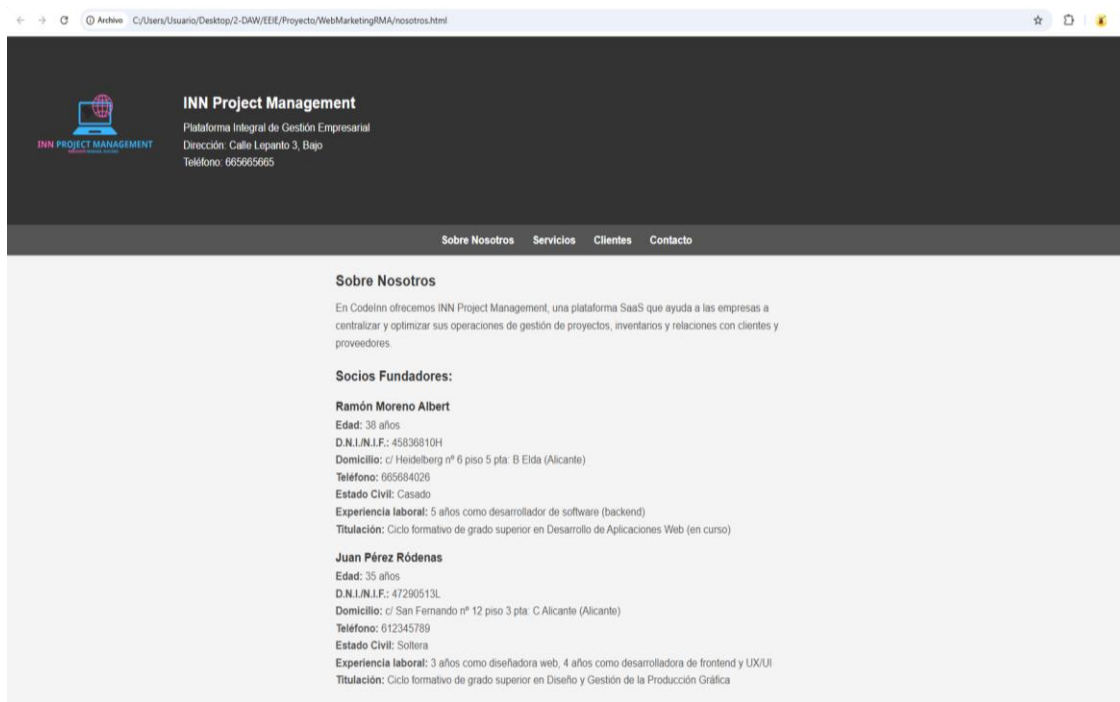 Archivo C:/Users/Usuario/Desktop/2-DAW/EEIE/Proyecto/WebMarketingRMA/nosotros.html
INN PROJECT MANAGEMENT
INN Project Management
Plataforma Integral de Gestión Empresarial
Dirección: Calle Lepanto 3, Bajo
Teléfono: 665665665
Sobre Nosotros Servicios Clientes Contacto
Sobre Nosotros
En CodeInn ofrecemos INN Project Management, una plataforma SaaS que ayuda a las empresas a
centralizar y optimizar sus operaciones de gestión de proyectos, inventarios y relaciones con clientes y
proveedores.
Socios Fundadores:
Ramón Moreno Albert
Edad: 38 años
D.N.I./N.I.F.: 45836810H
Domicilio: c/ Heidelberg nº 6 piso 5 pta: B Elda (Alicante)
Teléfono: 665684026
Estado Civil: Casado
Experiencia laboral: 5 años como desarrollador de software (backend)
Titulación: Ciclo formativo de grado superior en Desarrollo de Aplicaciones Web (en curso)
Juan Pérez Ródenas
Edad: 35 años
D.N.I./N.I.F.: 47290513L
Domicilio: c/ San Fernando nº 12 piso 3 pta: C Alicante (Alicante)
Teléfono: 612345789
Estado Civil: Soltera
Experiencia laboral: 3 años como diseñadora web, 4 años como desarrolladora de frontend y UX/UI
Titulación: Ciclo formativo de grado superior en Diseño y Gestión de la Producción Gráfica